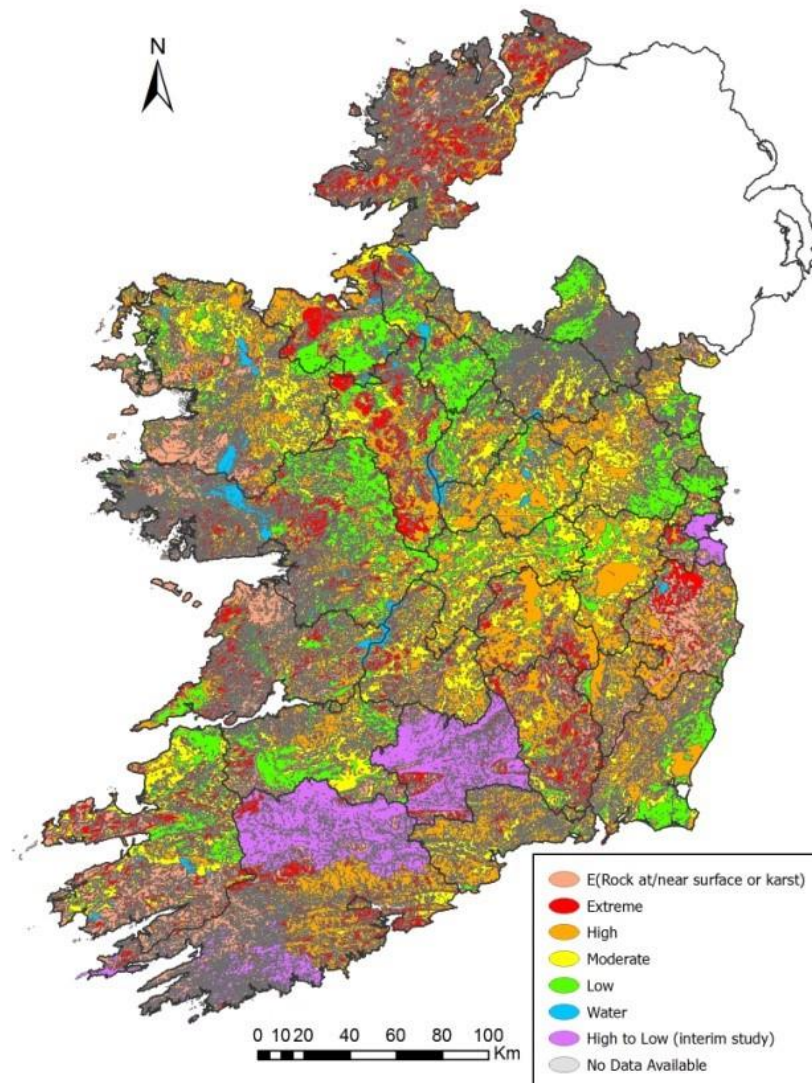 N
E(Rock at/near surface or karst)
Extreme
High
Moderate
Low
Water
High to Low (interim study)
No Data Available
0 10 20 40 60 80 100
Km